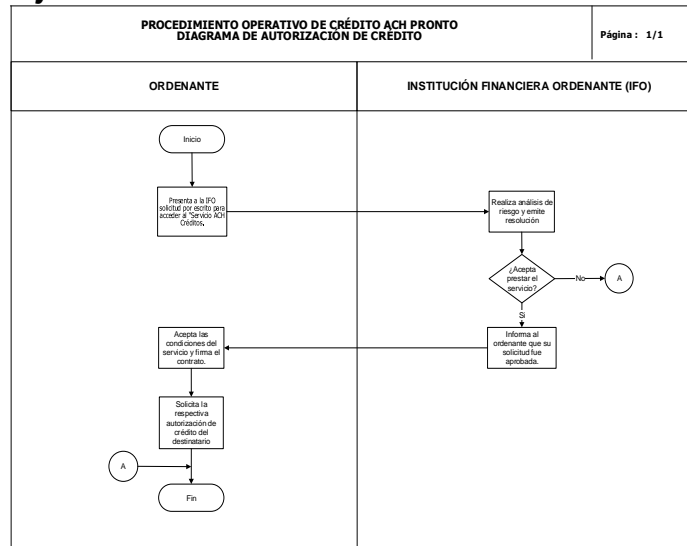 PROCEDIMIENTO OPERATIVO DE CRÉDITO ACH PRONTO
DIAGRAMA DE AUTORIZACIÓN DE CRÉDITO
Página : 1/1
ORDENANTE
INSTITUCIÓN FINANCIERA ORDENANTE (IFO)
Inicio
Presenta a la IFO
solicitud por escrito para
acceder al "Servicio ACH
Créditos.
Realiza análisis de
riesgo y emite
resolución
¿Acepta
prestar el
servicio?
No
A
Si
Informa al
ordenante que su
solicitud fue
aprobada.
Acepta las
condiciones del
servicio y firma el
contrato.
Solicita la
respectiva
autorización de
crédito del
destinatario
A
Fin